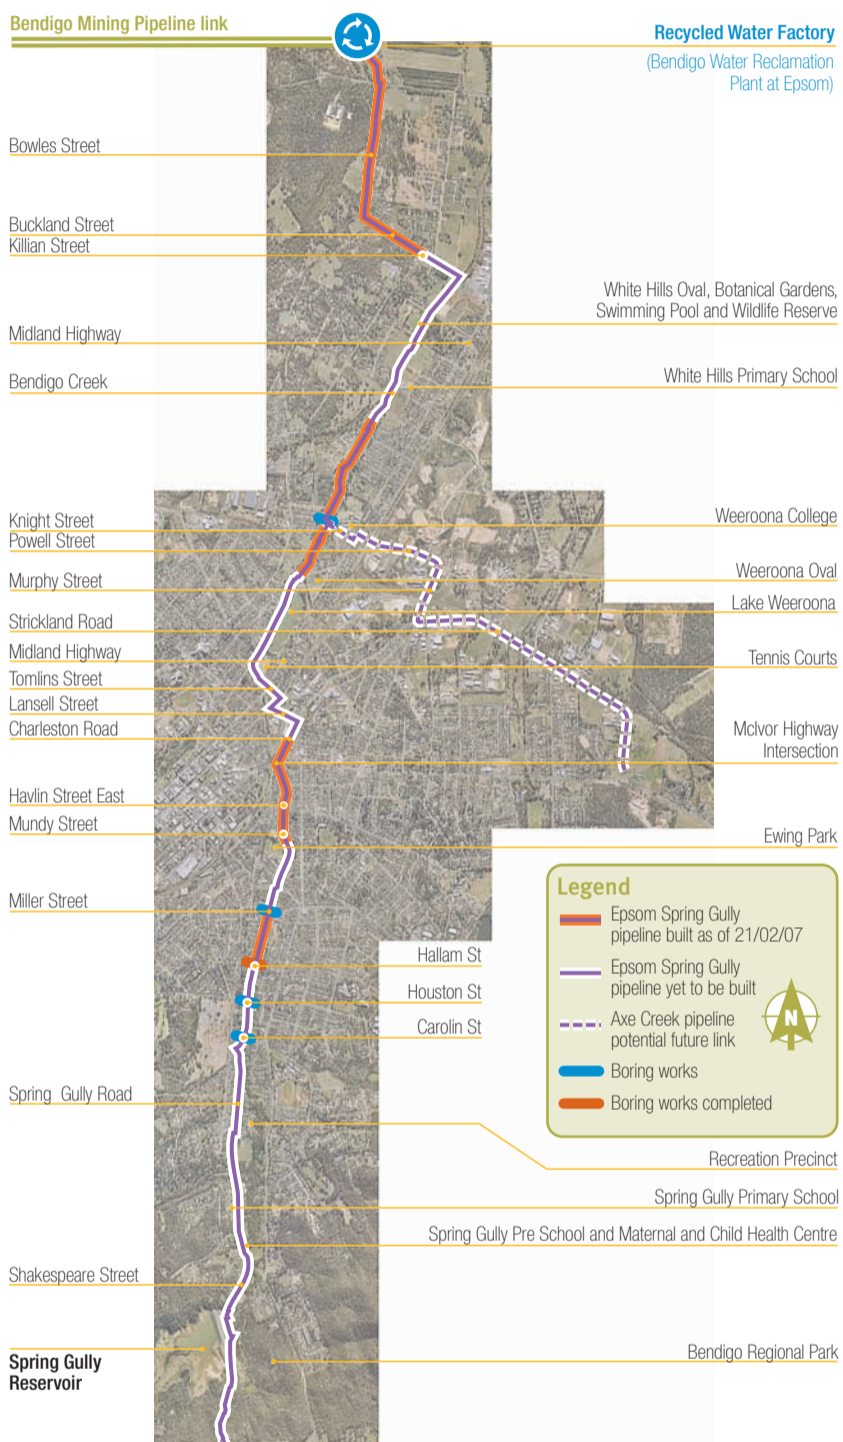 Bendigo Mining Pipeline link
Recycled Water Factory
(Bendigo Water Reclamation
Plant at Epsom)
Bowles Street
Buckland Street
Killian Street
White Hills Oval, Botanical Gardens,
Swimming Pool and Wildlife Reserve
Midland Highway
White Hills Primary School
Bendigo Creek
Knight Street
Weeroona College
Powell Street
Weeroona Oval
Murphy Street
Lake Weeroona
Strickland Road
Midland Highway
Tennis Courts
Tomlins Street
Lansell Street
Charleston Road
McIvor Highway
Intersection
Havlin Street East
Mundy Street
Ewing Park
Miller Street
Hallam St
Houston St
Carolin St
Legend
Epsom Spring Gully
pipeline built as of 21/02/07
Epsom Spring Gully
pipeline yet to be built
Axe Creek pipeline
potential future link
N
Boring works
Boring works completed
Spring Gully Road
Recreation Precinct
Spring Gully Primary School
Spring Gully Pre School and Maternal and Child Health Centre
Shakespeare Street
Spring Gully
Reservoir
Bendigo Regional Park